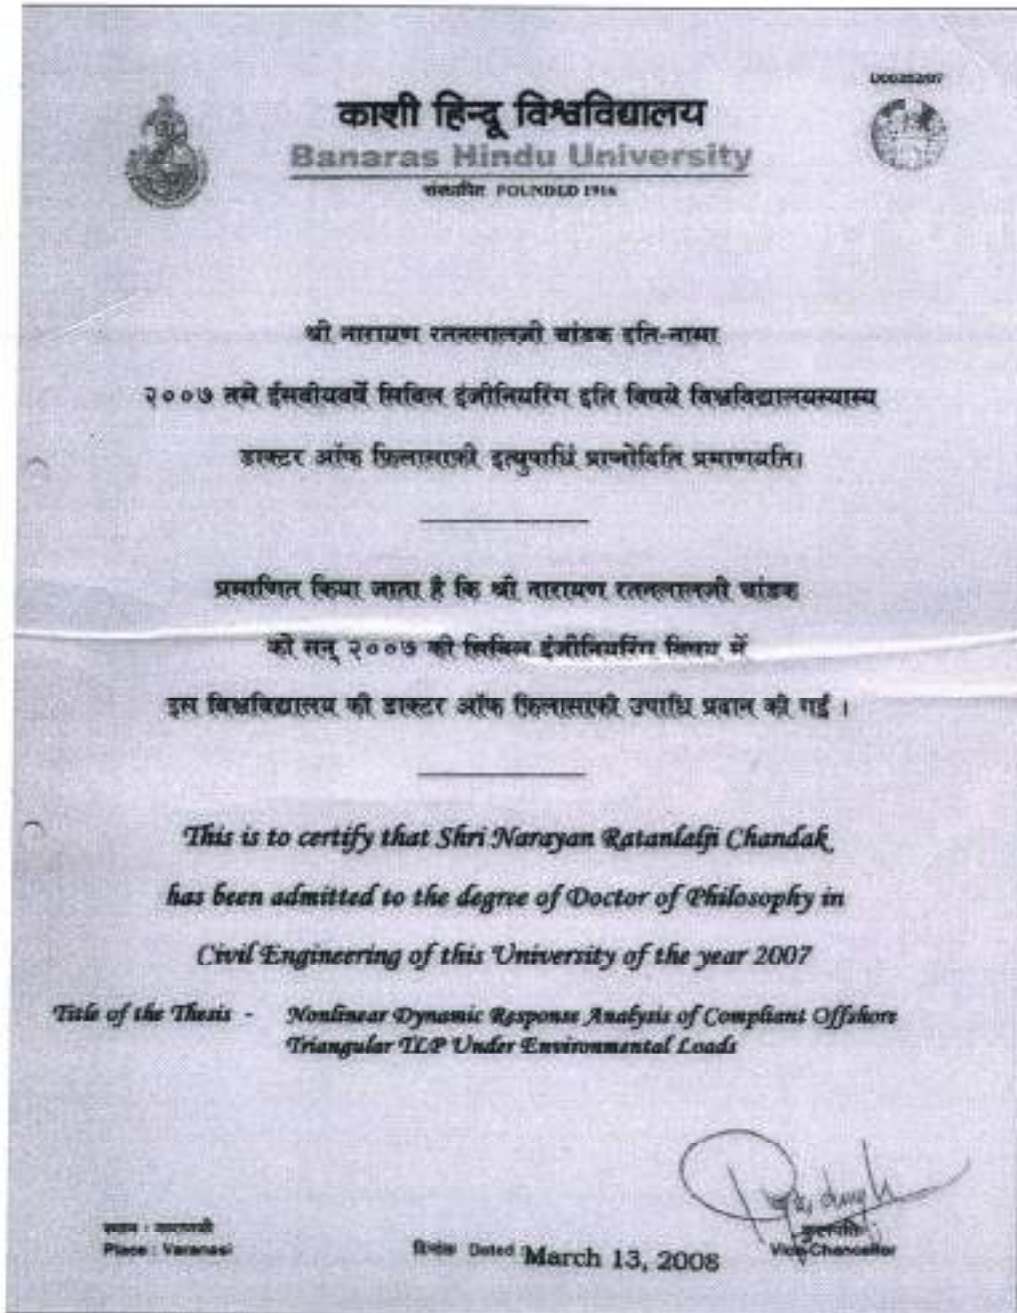 काशी हिन्दू विश्वविद्यालय
Banaras Hindu University
संस्थापित FOUNDED 1916
श्री नारायण रतनलालजी चांडक इति-नामा
२००७ तमे ईसवीयवर्षे सिविल इंजीनियरिंग इति विषये विश्वविद्यालयस्यास्य
डाक्टर ऑफ फ़िलासाफी इत्युपाधिं प्राप्नोदिति प्रमाणयति।
प्रमाणित किया जाता है कि श्री नारायण रतनलालजी चांडक
को सन् २००७ की सिविल इंजीनियरिंग विषय में
इस विश्वविद्यालय की डाक्टर ऑफ फ़िलासाफी उपाधि प्रदान की गई ।
This is to certify that Shri Narayan Ratanlalji Chandak
has been admitted to the degree of Doctor of Philosophy in
Civil Engineering of this University of the year 2007
Title of the Thesis - Nonlinear Dynamic Response Analysis of Compliant Offshore
Triangular TLP Under Environmental Loads
स्थान : वाराणसी
Place : Varanasi
दिनांक Dated : March 13, 2008
कुलपति
Vice-Chancellor